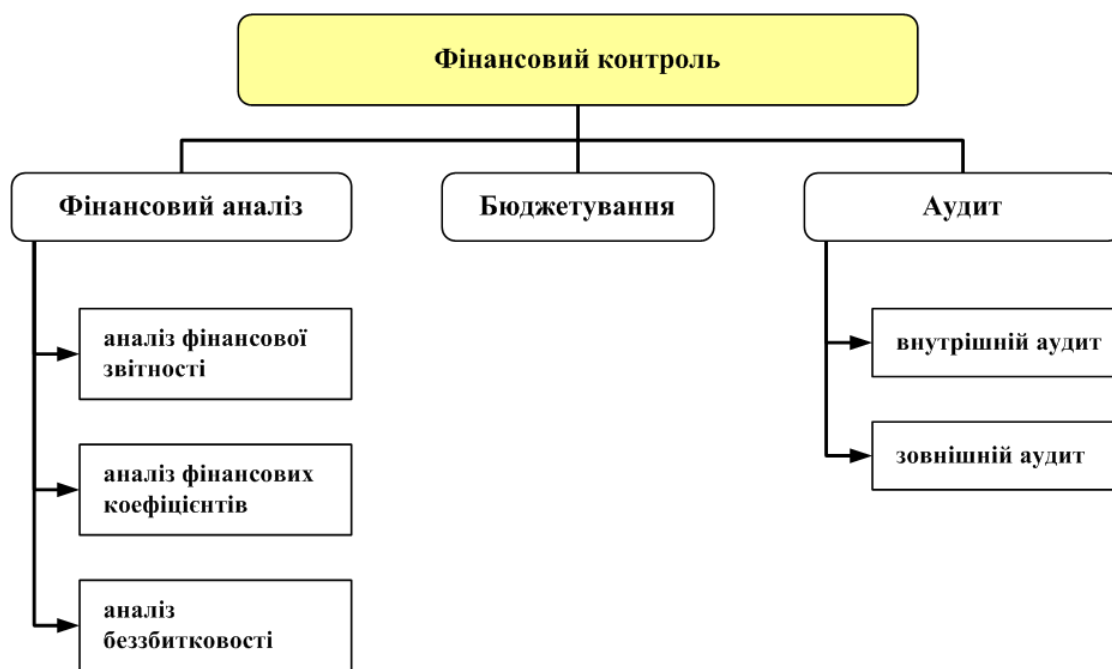 Фінансовий контроль
Фінансовий аналіз
Бюджетування
Аудит
аналіз фінансової
звітності
аналіз фінансових
коефіцієнтів
аналіз
беззбитковості
внутрішній аудит
зовнішній аудит